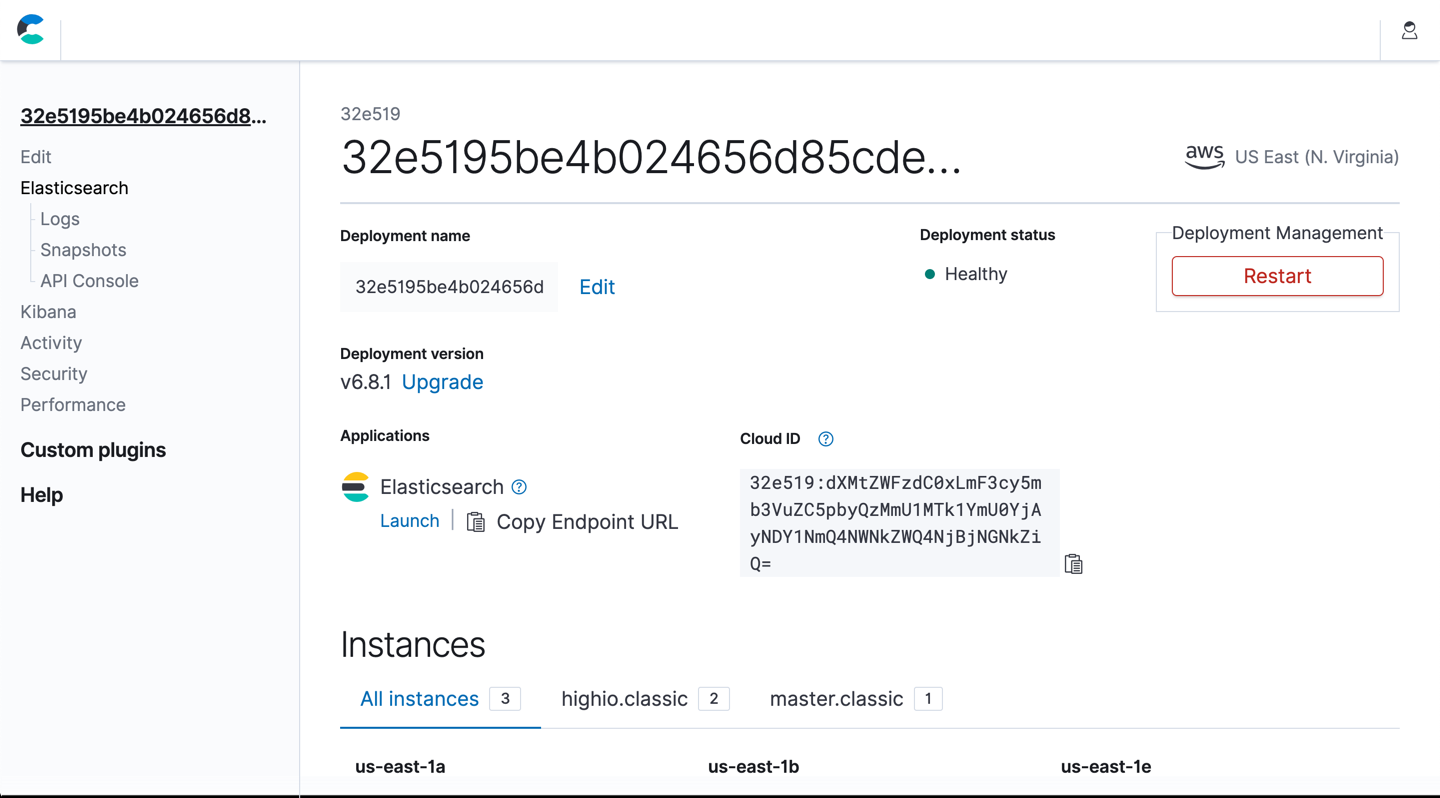 32e5195be4b024656d8...
Edit
Elasticsearch
Logs
Snapshots
API Console
Kibana
Activity
Security
Performance
Custom plugins
Help
32e519
32e5195be4b024656d85cde...
aws US East (N. Virginia)
Deployment name
32e5195be4b024656d Edit
Deployment status
Healthy
Deployment Management
Restart
Deployment version
v6.8.1 Upgrade
Applications
Elasticsearch
Launch Copy Endpoint URL
Cloud ID
32e519:dXMtZWFzdC0xLmF3cy5m
b3VuZC5pbyQzMmU1MTk1YmU0YjA
yNDY1NmQ4NWNkZWQ4NjBjNGNkZi
Q=
Instances
All instances 3 highio.classic 2 master.classic 1
us-east-1a us-east-1b us-east-1e